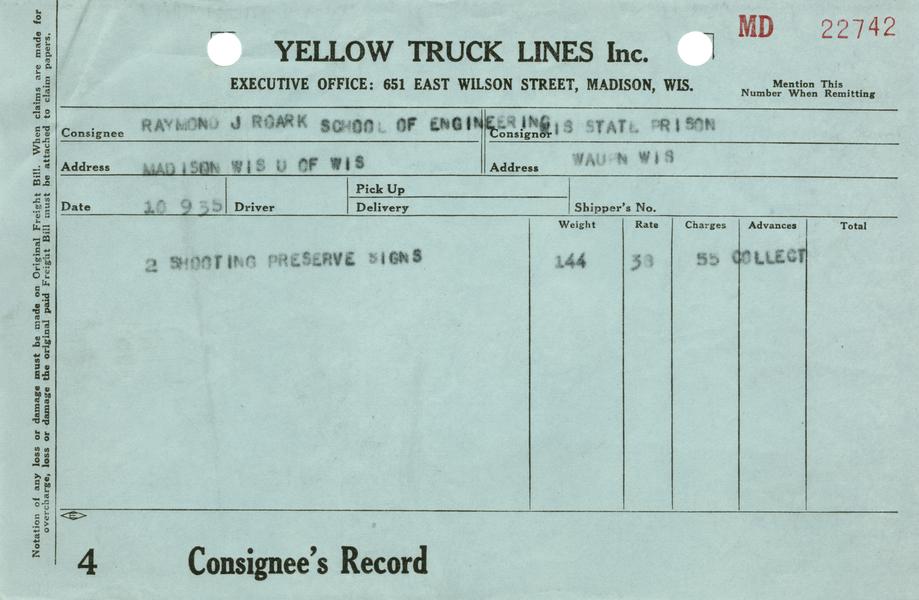 MD 22742
YELLOW TRUCK LINES Inc.
EXECUTIVE OFFICE: 651 EAST WILSON STREET, MADISON, WIS.
Mention This
Number When Remitting
Consignee RAYMOND J ROARK SCHOOL OF ENGINEERING Consignor WIS STATE PRISON
Address MADISON WIS U OF WIS Address WAUPN WIS
Pick Up
Date 10 9 35 Driver Delivery Shipper's No.
Weight Rate Charges Advances Total
2 SHOOTING PRESERVE SIGNS 144 38 55 COLLECT
4 Consignee's Record
Notation of any loss or damage must be made on Original Freight Bill. When claims are made for
overcharge, loss or damage the original paid Freight Bill must be attached to claim papers.